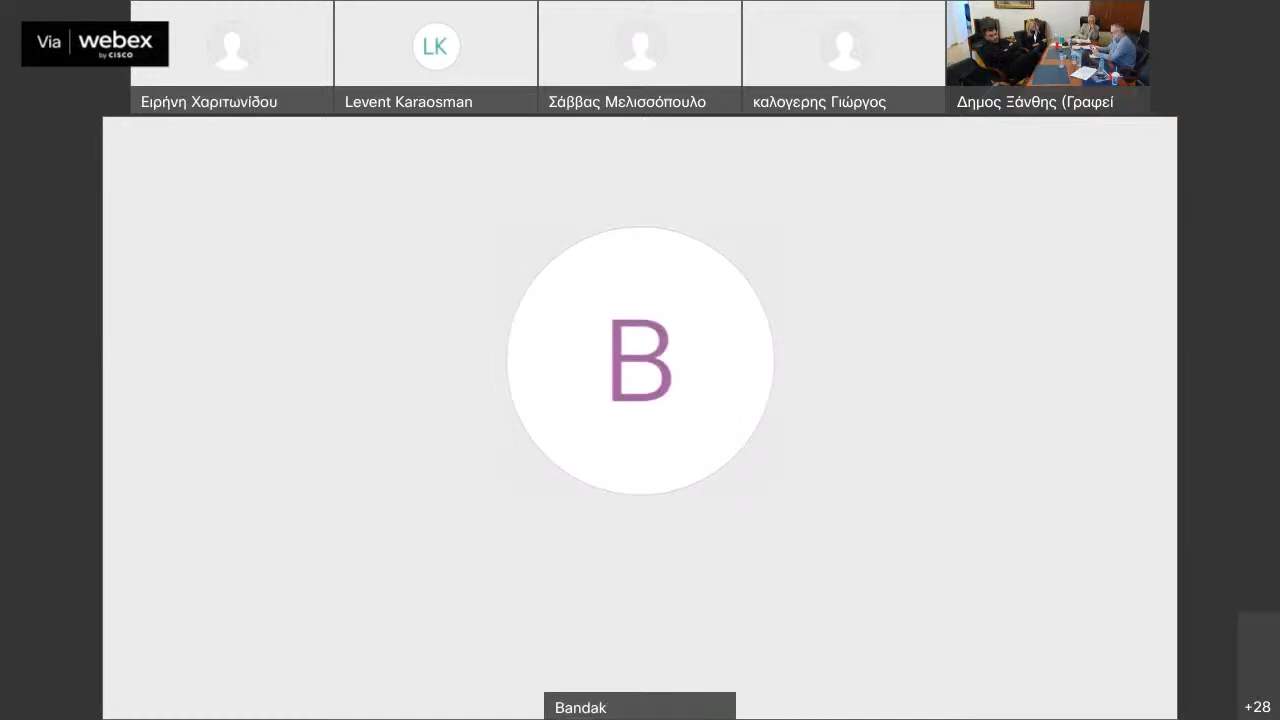 Via webex
by CISCO
LK
Ειρήνη Χαριτωνίδου
Levent Karaosman
Σάββας Μελισσόπουλο
καλογερης Γιώργος
Δημος Ξάνθης (Γραφεί
B
Bandak
+28